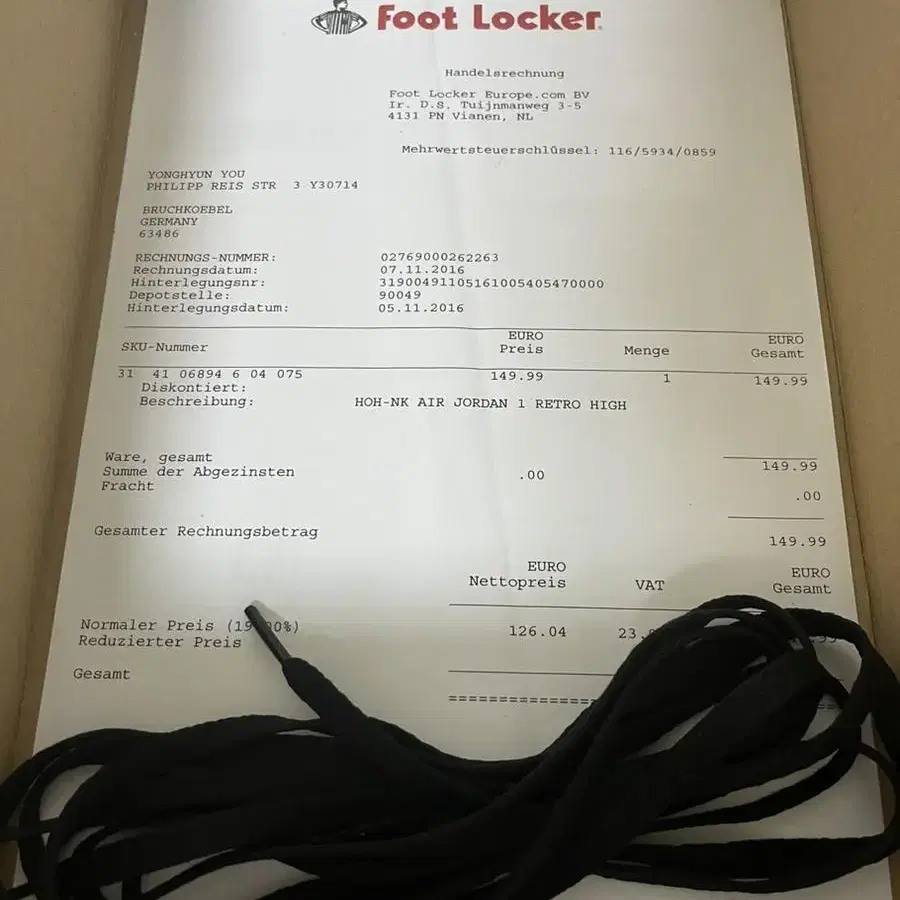 Foot Locker
Handelsrechnung
Foot Locker Europe.com BV
Ir. D.S. Tuijnmanweg 3-5
4131 PN Vianen, NL
Mehrwertsteuerschlüssel: 116/5934/0859
YONGHYUN YOU
PHILIPP REIS STR 3 Y30714
BRUCHKOEBEL
GERMANY
63486
RECHNUNGS-NUMMER: 02769000262263
Rechnungsdatum: 07.11.2016
Hinterlegungsnr: 31900491105161005405470000
Depotstelle: 90049
Hinterlegungsdatum: 05.11.2016
EURO EURO
SKU-Nummer Preis Menge Gesamt
31 41 06894 6 04 075 149.99 1 149.99
Diskontiert:
Beschreibung: HOH-NK AIR JORDAN 1 RETRO HIGH
Ware, gesamt 149.99
Summe der Abgezinsten .00
Fracht .00
Gesamter Rechnungsbetrag 149.99
EURO EURO
Nettopreis VAT Gesamt
Normaler Preis (19 00%) 126.04 23.
Reduzierter Preis
Gesamt